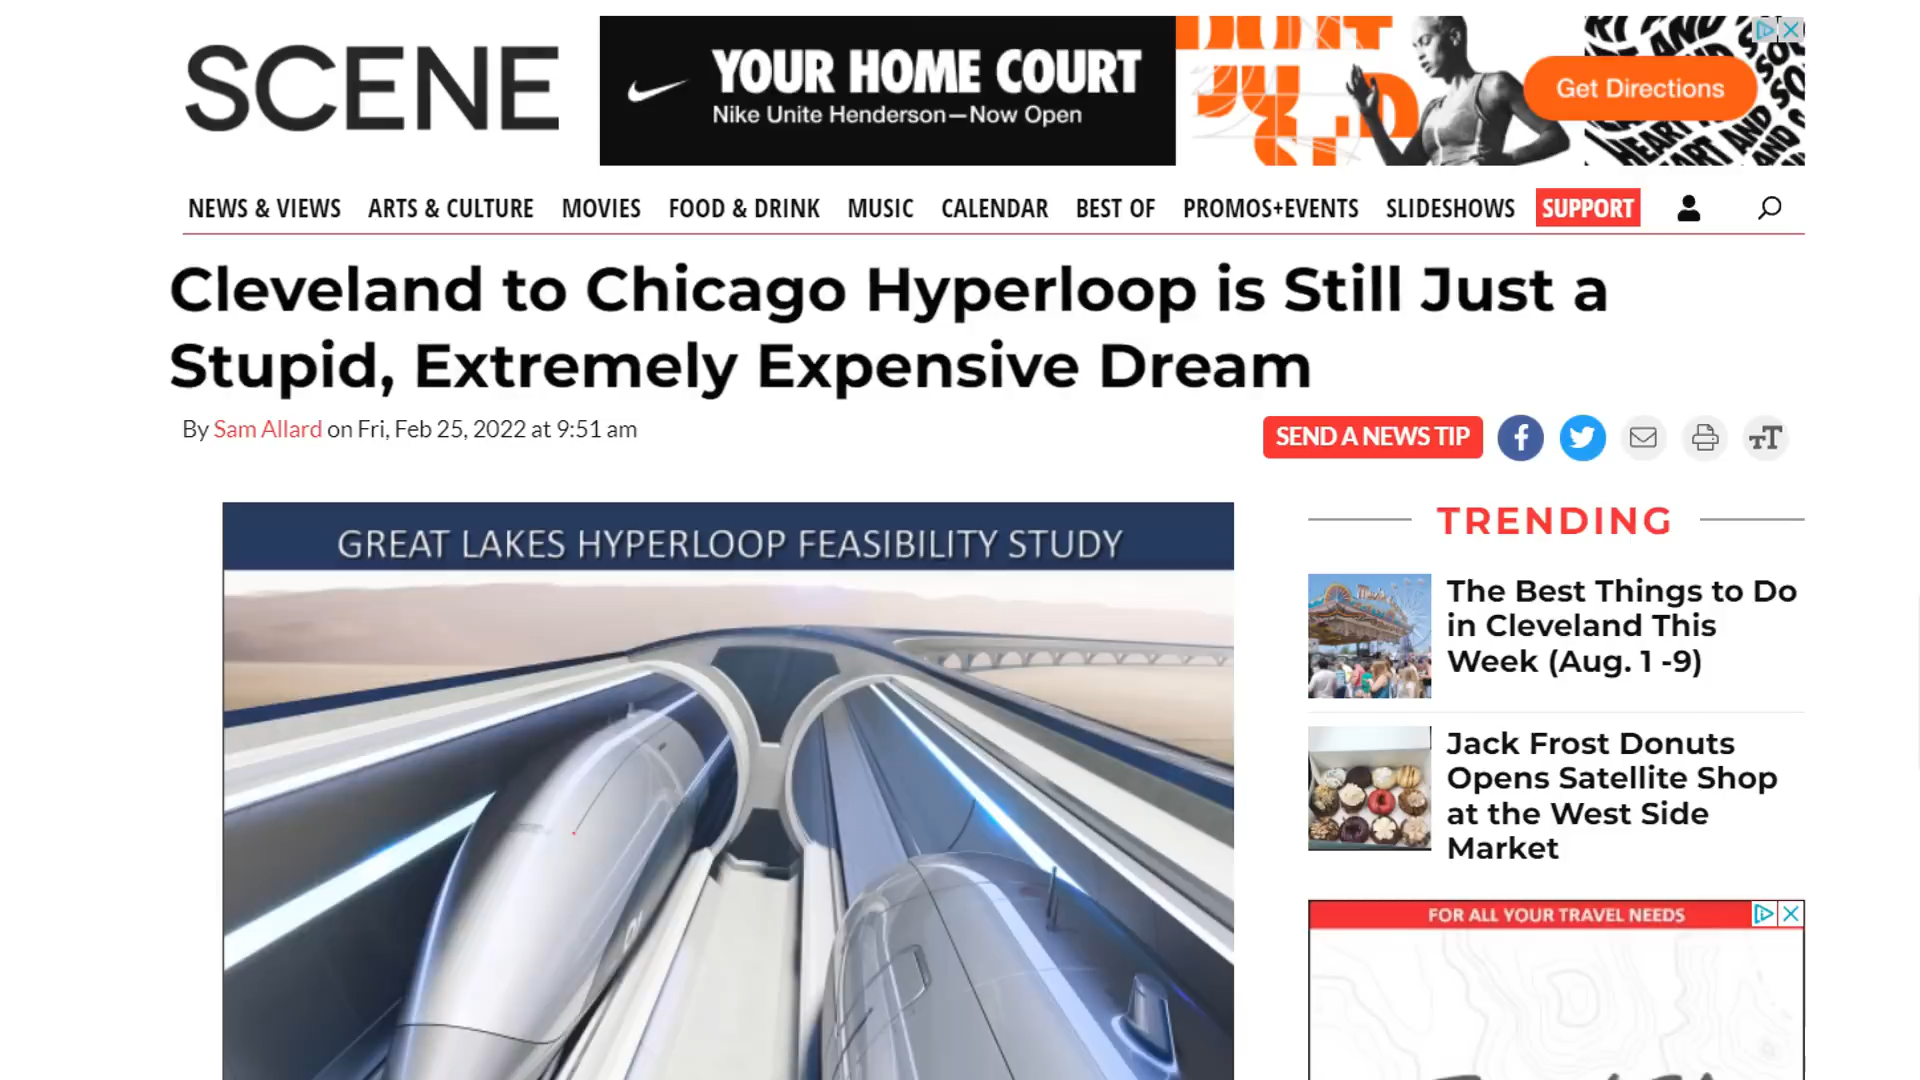 SCENE
YOUR HOME COURT
Nike Unite Henderson—Now Open
Get Directions
NEWS & VIEWS ARTS & CULTURE MOVIES FOOD & DRINK MUSIC CALENDAR BEST OF PROMOS+EVENTS SLIDESHOWS SUPPORT
Cleveland to Chicago Hyperloop is Still Just a
Stupid, Extremely Expensive Dream
By Sam Allard on Fri, Feb 25, 2022 at 9:51 am
SEND A NEWS TIP
GREAT LAKES HYPERLOOP FEASIBILITY STUDY
TRENDING
The Best Things to Do
in Cleveland This
Week (Aug. 1 -9)
Jack Frost Donuts
Opens Satellite Shop
at the West Side
Market
FOR ALL YOUR TRAVEL NEEDS